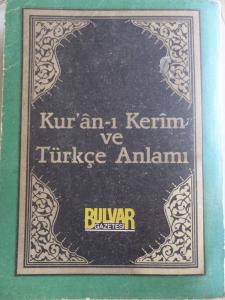 Kur'ân-ı Kerîm
ve
Türkçe Anlamı
BULVAR
GAZETESİ